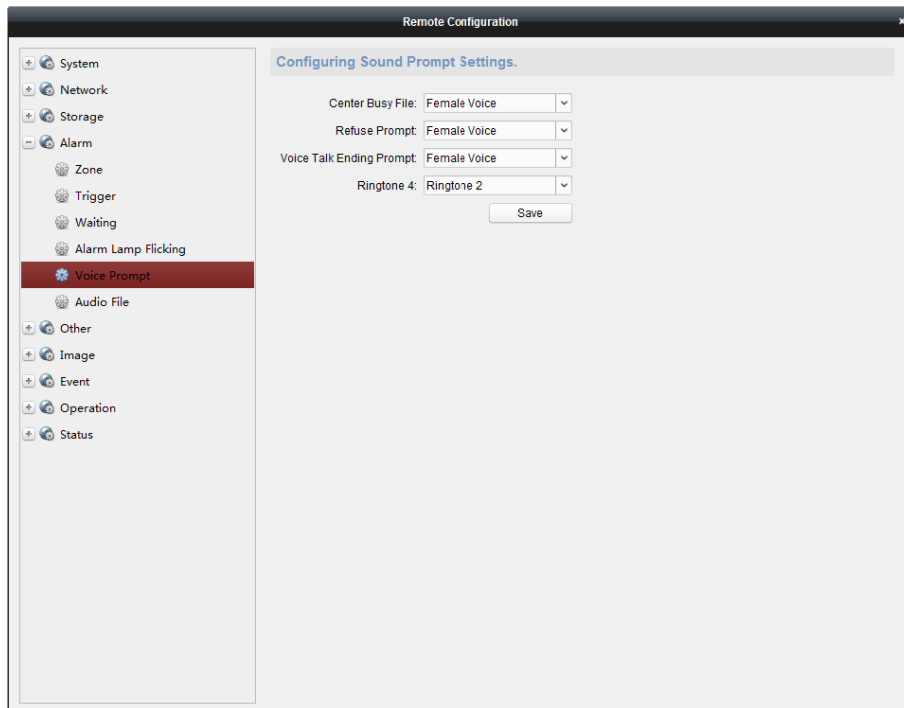 Remote Configuration
System
Network
Storage
Alarm
Zone
Trigger
Waiting
Alarm Lamp Flicking
Voice Prompt
Audio File
Other
Image
Event
Operation
Status
Configuring Sound Prompt Settings.
Center Busy File: Female Voice
Refuse Prompt: Female Voice
Voice Talk Ending Prompt: Female Voice
Ringtone 4: Ringtone 2
Save